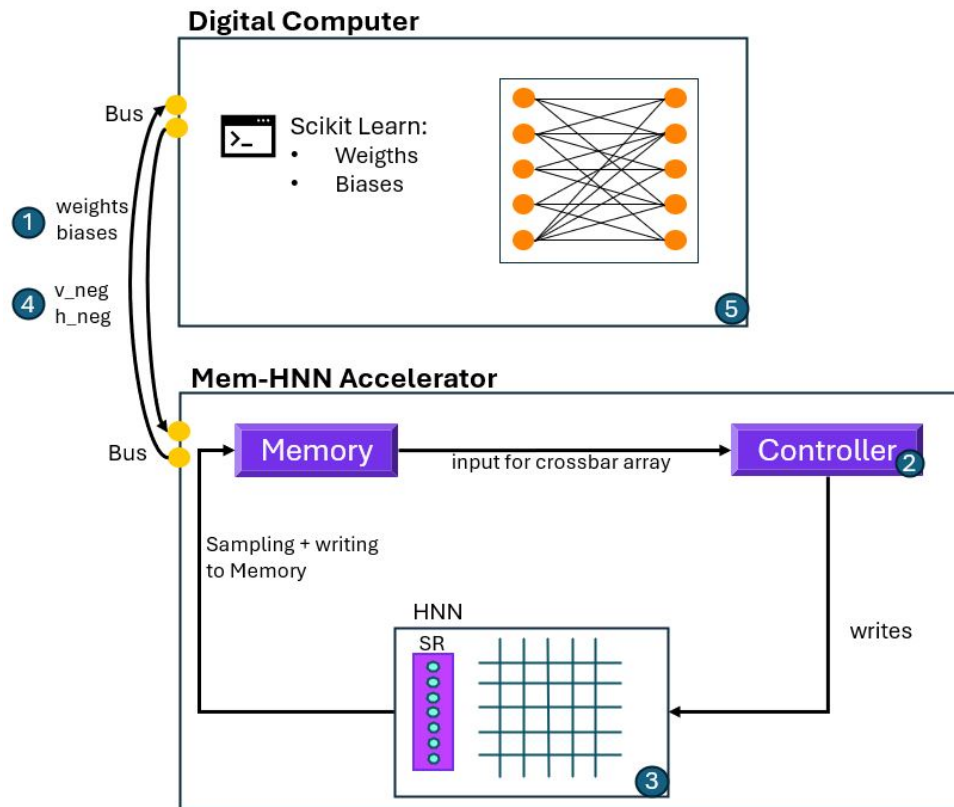 Digital Computer
Bus
>_
Scikit Learn:
• Weigths
• Biases
1
weights
biases
4
v_neg
h_neg
5
Mem-HNN Accelerator
Bus
Memory
input for crossbar array
Controller
2
Sampling + writing
to Memory
HNN
SR
writes
3